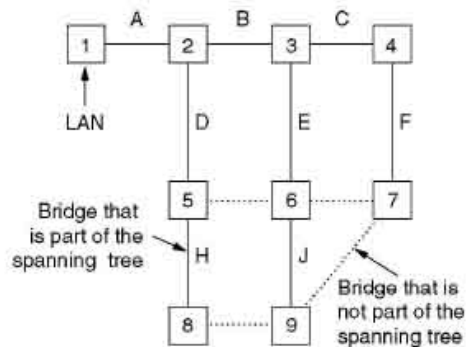 A B C
1 2 3 4
LAN D E F
5 6 7
Bridge that
is part of the
spanning tree
H J
Bridge that is
not part of the
spanning tree
8 9